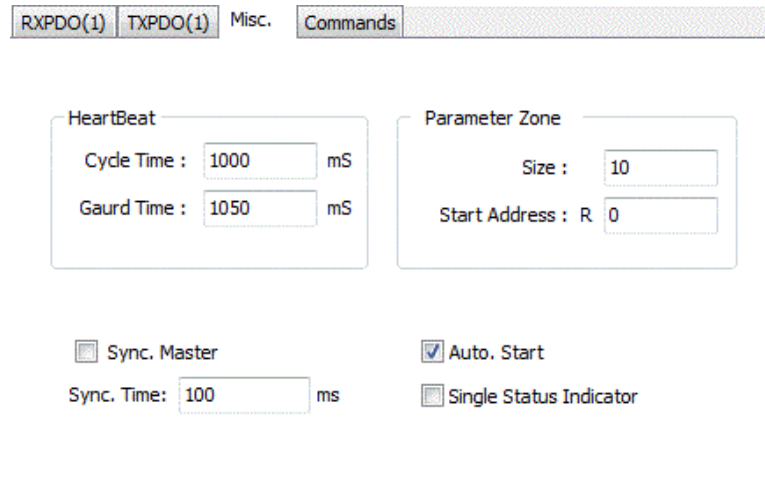 RXPDO(1) TXPDO(1) Misc. Commands
HeartBeat
Cycle Time : 1000 mS
Gaurd Time : 1050 mS
Parameter Zone
Size : 10
Start Address : R 0
Sync. Master
Sync. Time: 100 ms
Auto. Start
Single Status Indicator